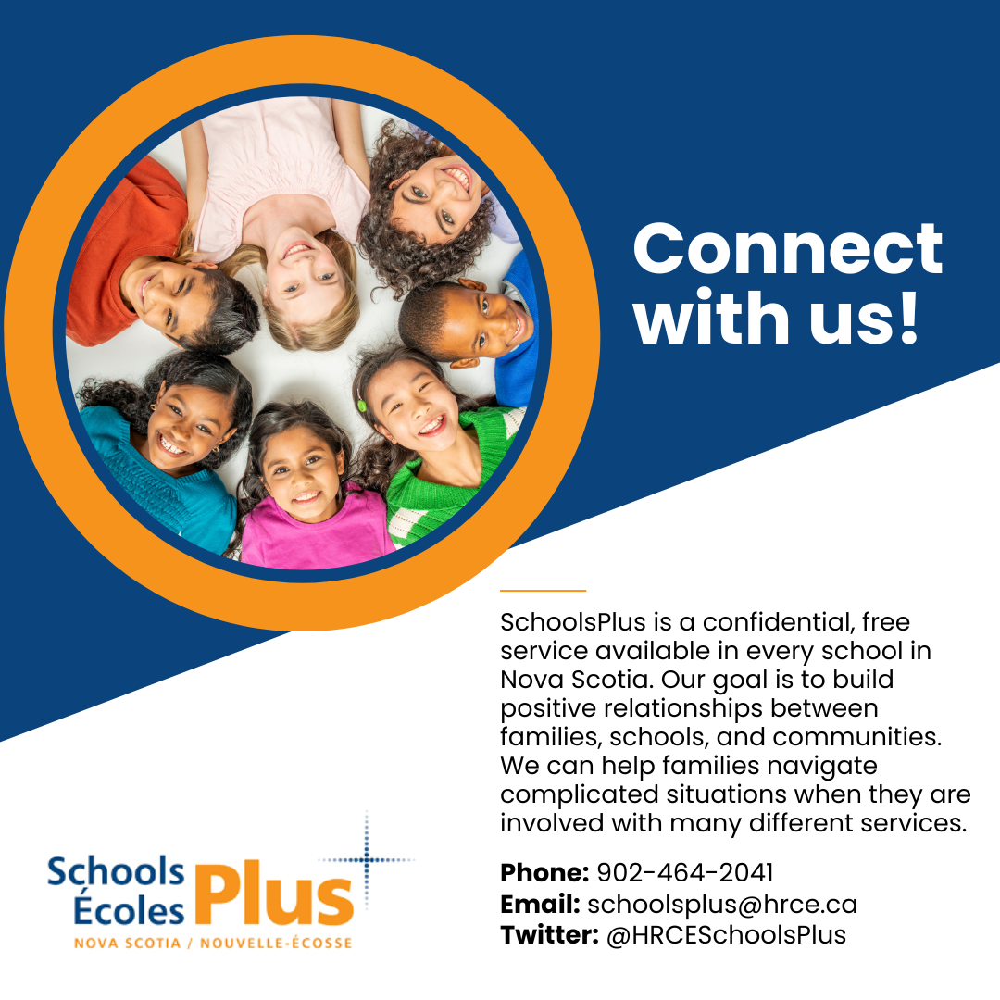 Connect
with us!
SchoolsPlus is a confidential, free
service available in every school in
Nova Scotia. Our goal is to build
positive relationships between
families, schools, and communities.
We can help families navigate
complicated situations when they are
involved with many different services.
Phone: 902-464-2041
Email: schoolsplus@hrce.ca
Twitter: @HRCESchoolsPlus
Schools
Écoles Plus
NOVA SCOTIA / NOUVELLE-ÉCOSSE